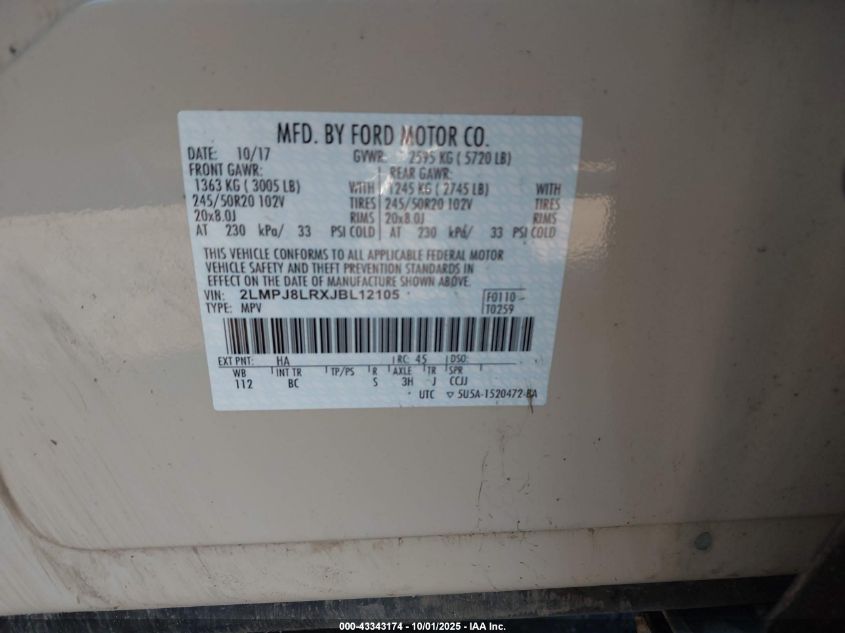 MFD. BY FORD MOTOR CO.
DATE: 10/17 GVWR: 2595 KG ( 5720 LB)
FRONT GAWR: REAR GAWR:
1363 KG ( 3005 LB) WITH 1245 KG ( 2745 LB) WITH
245/50R20 102V TIRES 245/50R20 102V TIRES
20x8.0J RIMS 20x8.0J RIMS
AT 230 kPa/ 33 PSI COLD AT 230 kPa/ 33 PSI COLD
THIS VEHICLE CONFORMS TO ALL APPLICABLE FEDERAL MOTOR
VEHICLE SAFETY AND THEFT PREVENTION STANDARDS IN
EFFECT ON THE DATE OF MANUFACTURE SHOWN ABOVE.
VIN: 2LMPJ8LRXJBL12105 F0110
TYPE: MPV T0259
EXT PNT: HA RC: 45 DSO:
WB INT TR TP/PS R AXLE TR SPR
112 BC S 3H J CCJJ
UTC ▽ 5U5A-1520472-BA
000-43343174 - 10/01/2025 - IAA Inc.